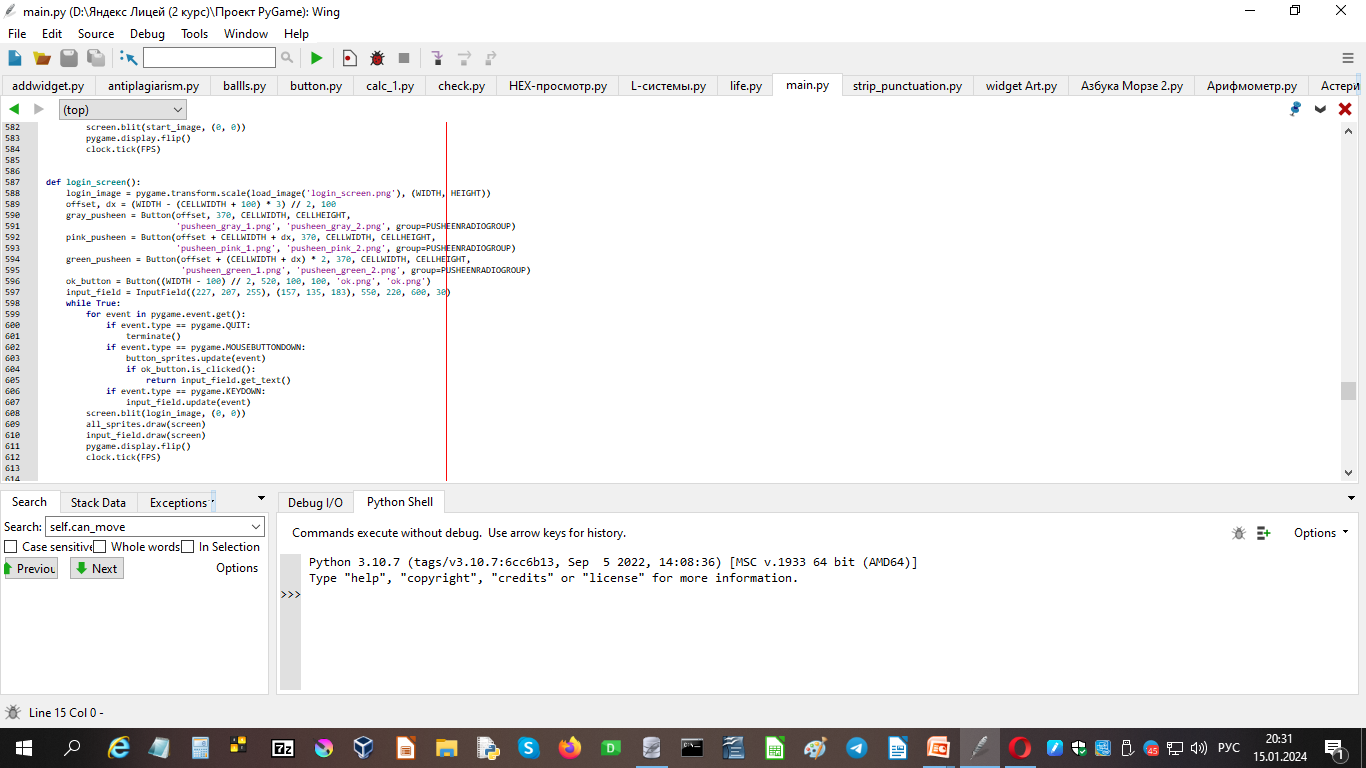 main.py (D:\Яндекс Лицей (2 курс)\Проект PyGame): Wing
File Edit Source Debug Tools Window Help
addwidget.py antiplagiarism.py ballls.py button.py calc_1.py check.py HEX-просмотр.py L-системы.py life.py main.py strip_punctuation.py widget Art.py Азбука Морзе 2.py Арифмометр.py Астери
(top)
582 screen.blit(start_image, (0, 0))
583 pygame.display.flip()
584 clock.tick(FPS)
585
586
587 def login_screen():
588 login_image = pygame.transform.scale(load_image('login_screen.png'), (WIDTH, HEIGHT))
589 offset, dx = (WIDTH - (CELLWIDTH + 100) * 3) // 2, 100
590 gray_pusheen = Button(offset, 370, CELLWIDTH, CELLHEIGHT,
591 'pusheen_gray_1.png', 'pusheen_gray_2.png', group=PUSHEENRADIOGROUP)
592 pink_pusheen = Button(offset + CELLWIDTH + dx, 370, CELLWIDTH, CELLHEIGHT,
593 'pusheen_pink_1.png', 'pusheen_pink_2.png', group=PUSHEENRADIOGROUP)
594 green_pusheen = Button(offset + (CELLWIDTH + dx) * 2, 370, CELLWIDTH, CELLHEIGHT,
595 'pusheen_green_1.png', 'pusheen_green_2.png', group=PUSHEENRADIOGROUP)
596 ok_button = Button((WIDTH - 100) // 2, 520, 100, 100, 'ok.png', 'ok.png')
597 input_field = InputField((227, 207, 255), (157, 135, 183), 550, 220, 600, 30)
598 while True:
599 for event in pygame.event.get():
600 if event.type == pygame.QUIT:
601 terminate()
602 if event.type == pygame.MOUSEBUTTONDOWN:
603 button_sprites.update(event)
604 if ok_button.is_clicked():
605 return input_field.get_text()
606 if event.type == pygame.KEYDOWN:
607 input_field.update(event)
608 screen.blit(login_image, (0, 0))
609 all_sprites.draw(screen)
610 input_field.draw(screen)
611 pygame.display.flip()
612 clock.tick(FPS)
613
614
Search Stack Data Exceptions Debug I/O Python Shell
Search: self.can_move
Case sensitive Whole words In Selection
Previou Next Options
Commands execute without debug. Use arrow keys for history. Options
Python 3.10.7 (tags/v3.10.7:6cc6b13, Sep 5 2022, 14:08:36) [MSC v.1933 64 bit (AMD64)]
Type "help", "copyright", "credits" or "license" for more information.
>>>
Line 15 Col 0 -
7z
45
РУС
20:31
15.01.2024
1